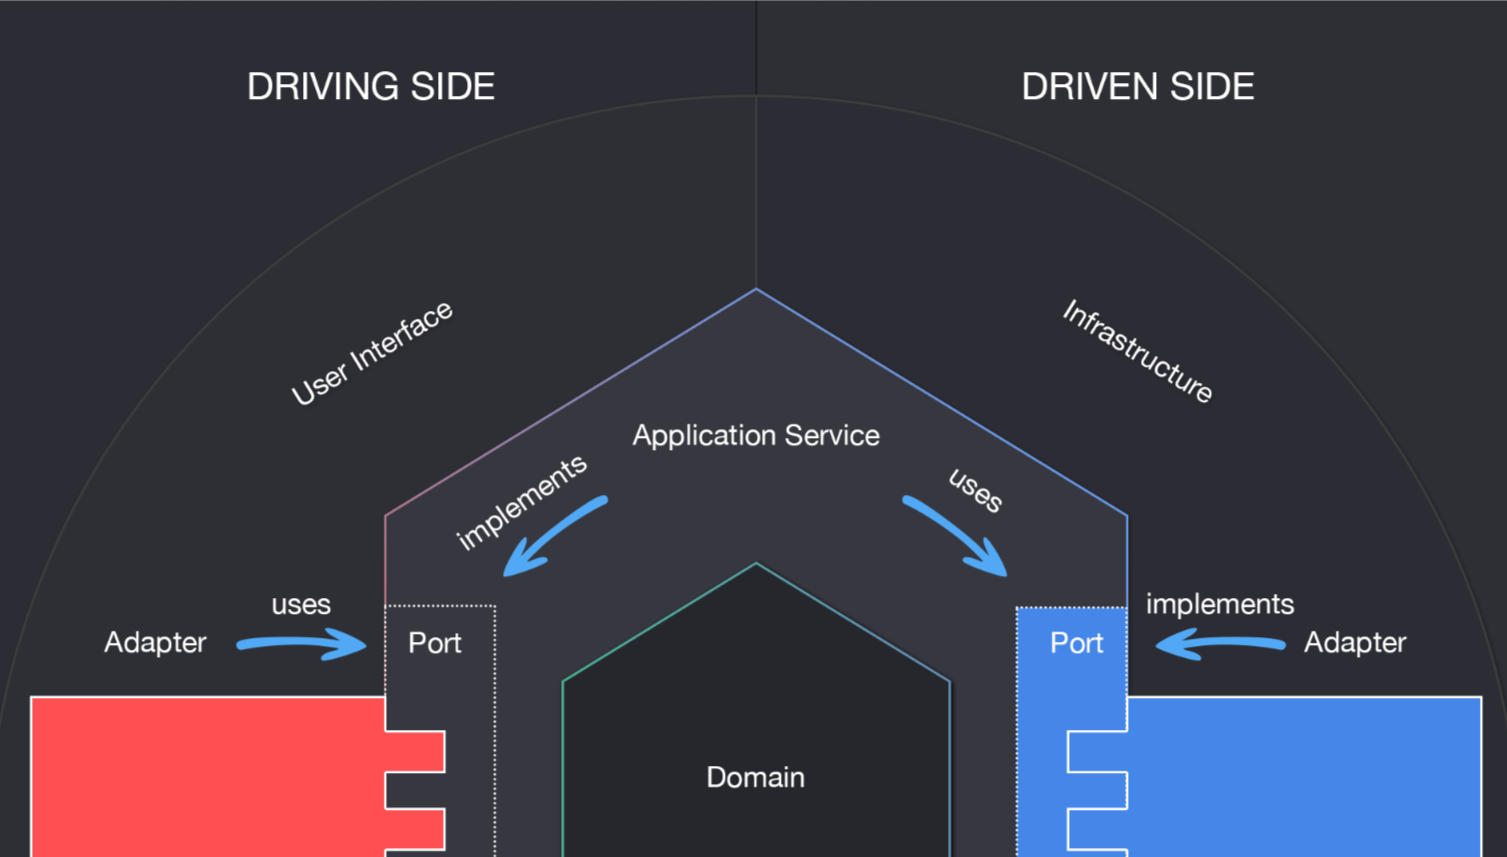 DRIVING SIDE
DRIVEN SIDE
User Interface
Infrastructure
Application Service
implements
uses
uses
implements
Adapter
Port
Port
Adapter
Domain